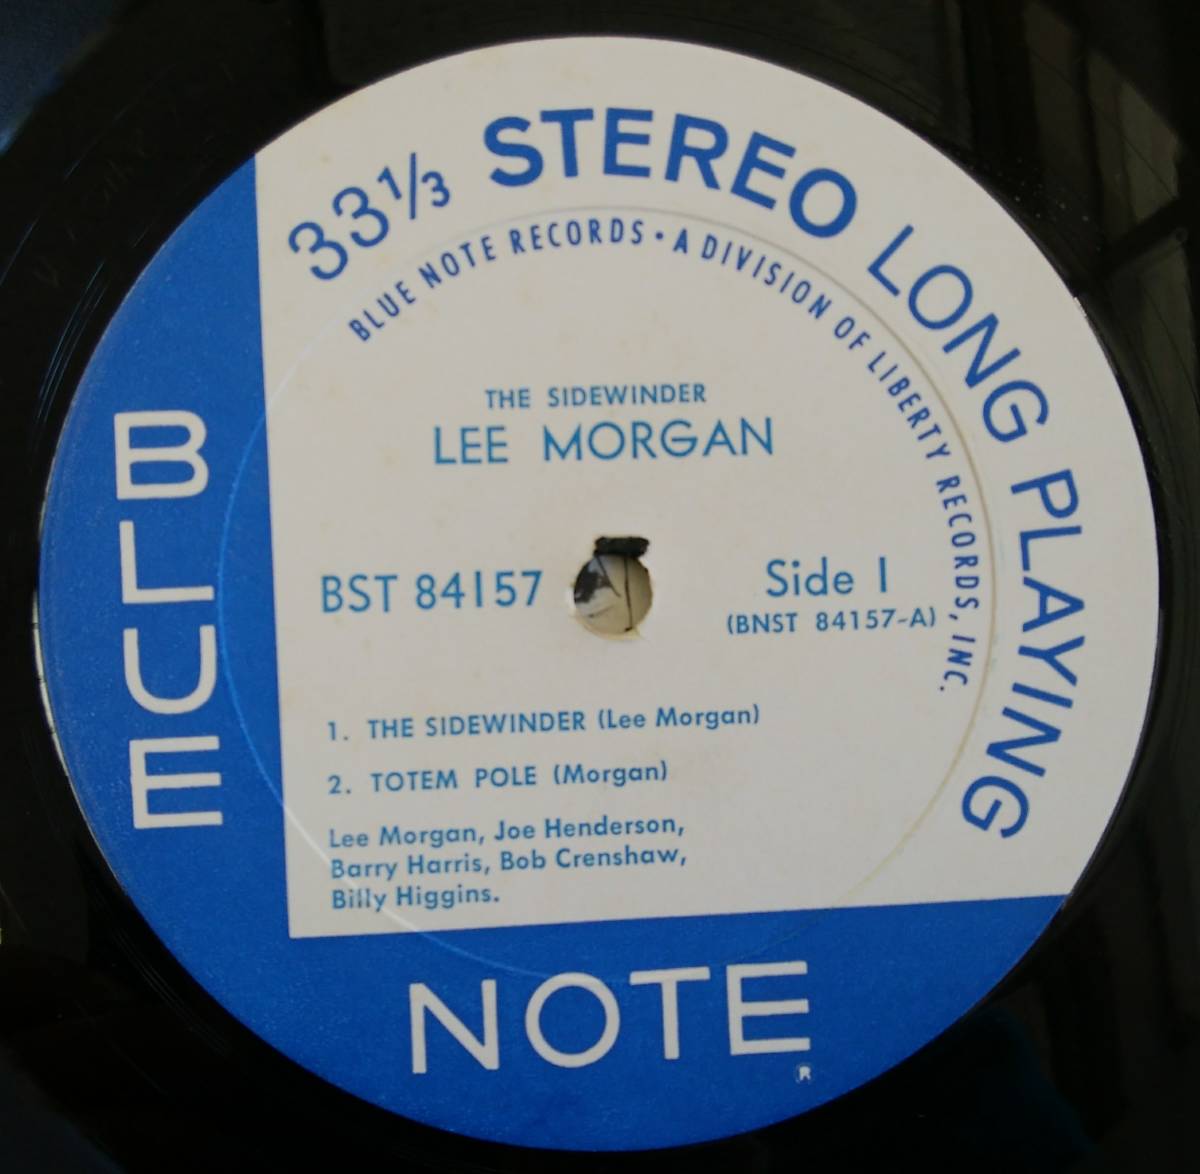 33⅓ STEREO LONG PLAYING
BLUE NOTE RECORDS • A DIVISION OF LIBERTY RECORDS, INC.
THE SIDEWINDER
LEE MORGAN
BST 84157
Side 1
(BNST 84157-A)
1. THE SIDEWINDER (Lee Morgan)
2. TOTEM POLE (Morgan)
Lee Morgan, Joe Henderson,
Barry Harris, Bob Crenshaw,
Billy Higgins.
BLUE
NOTE
®